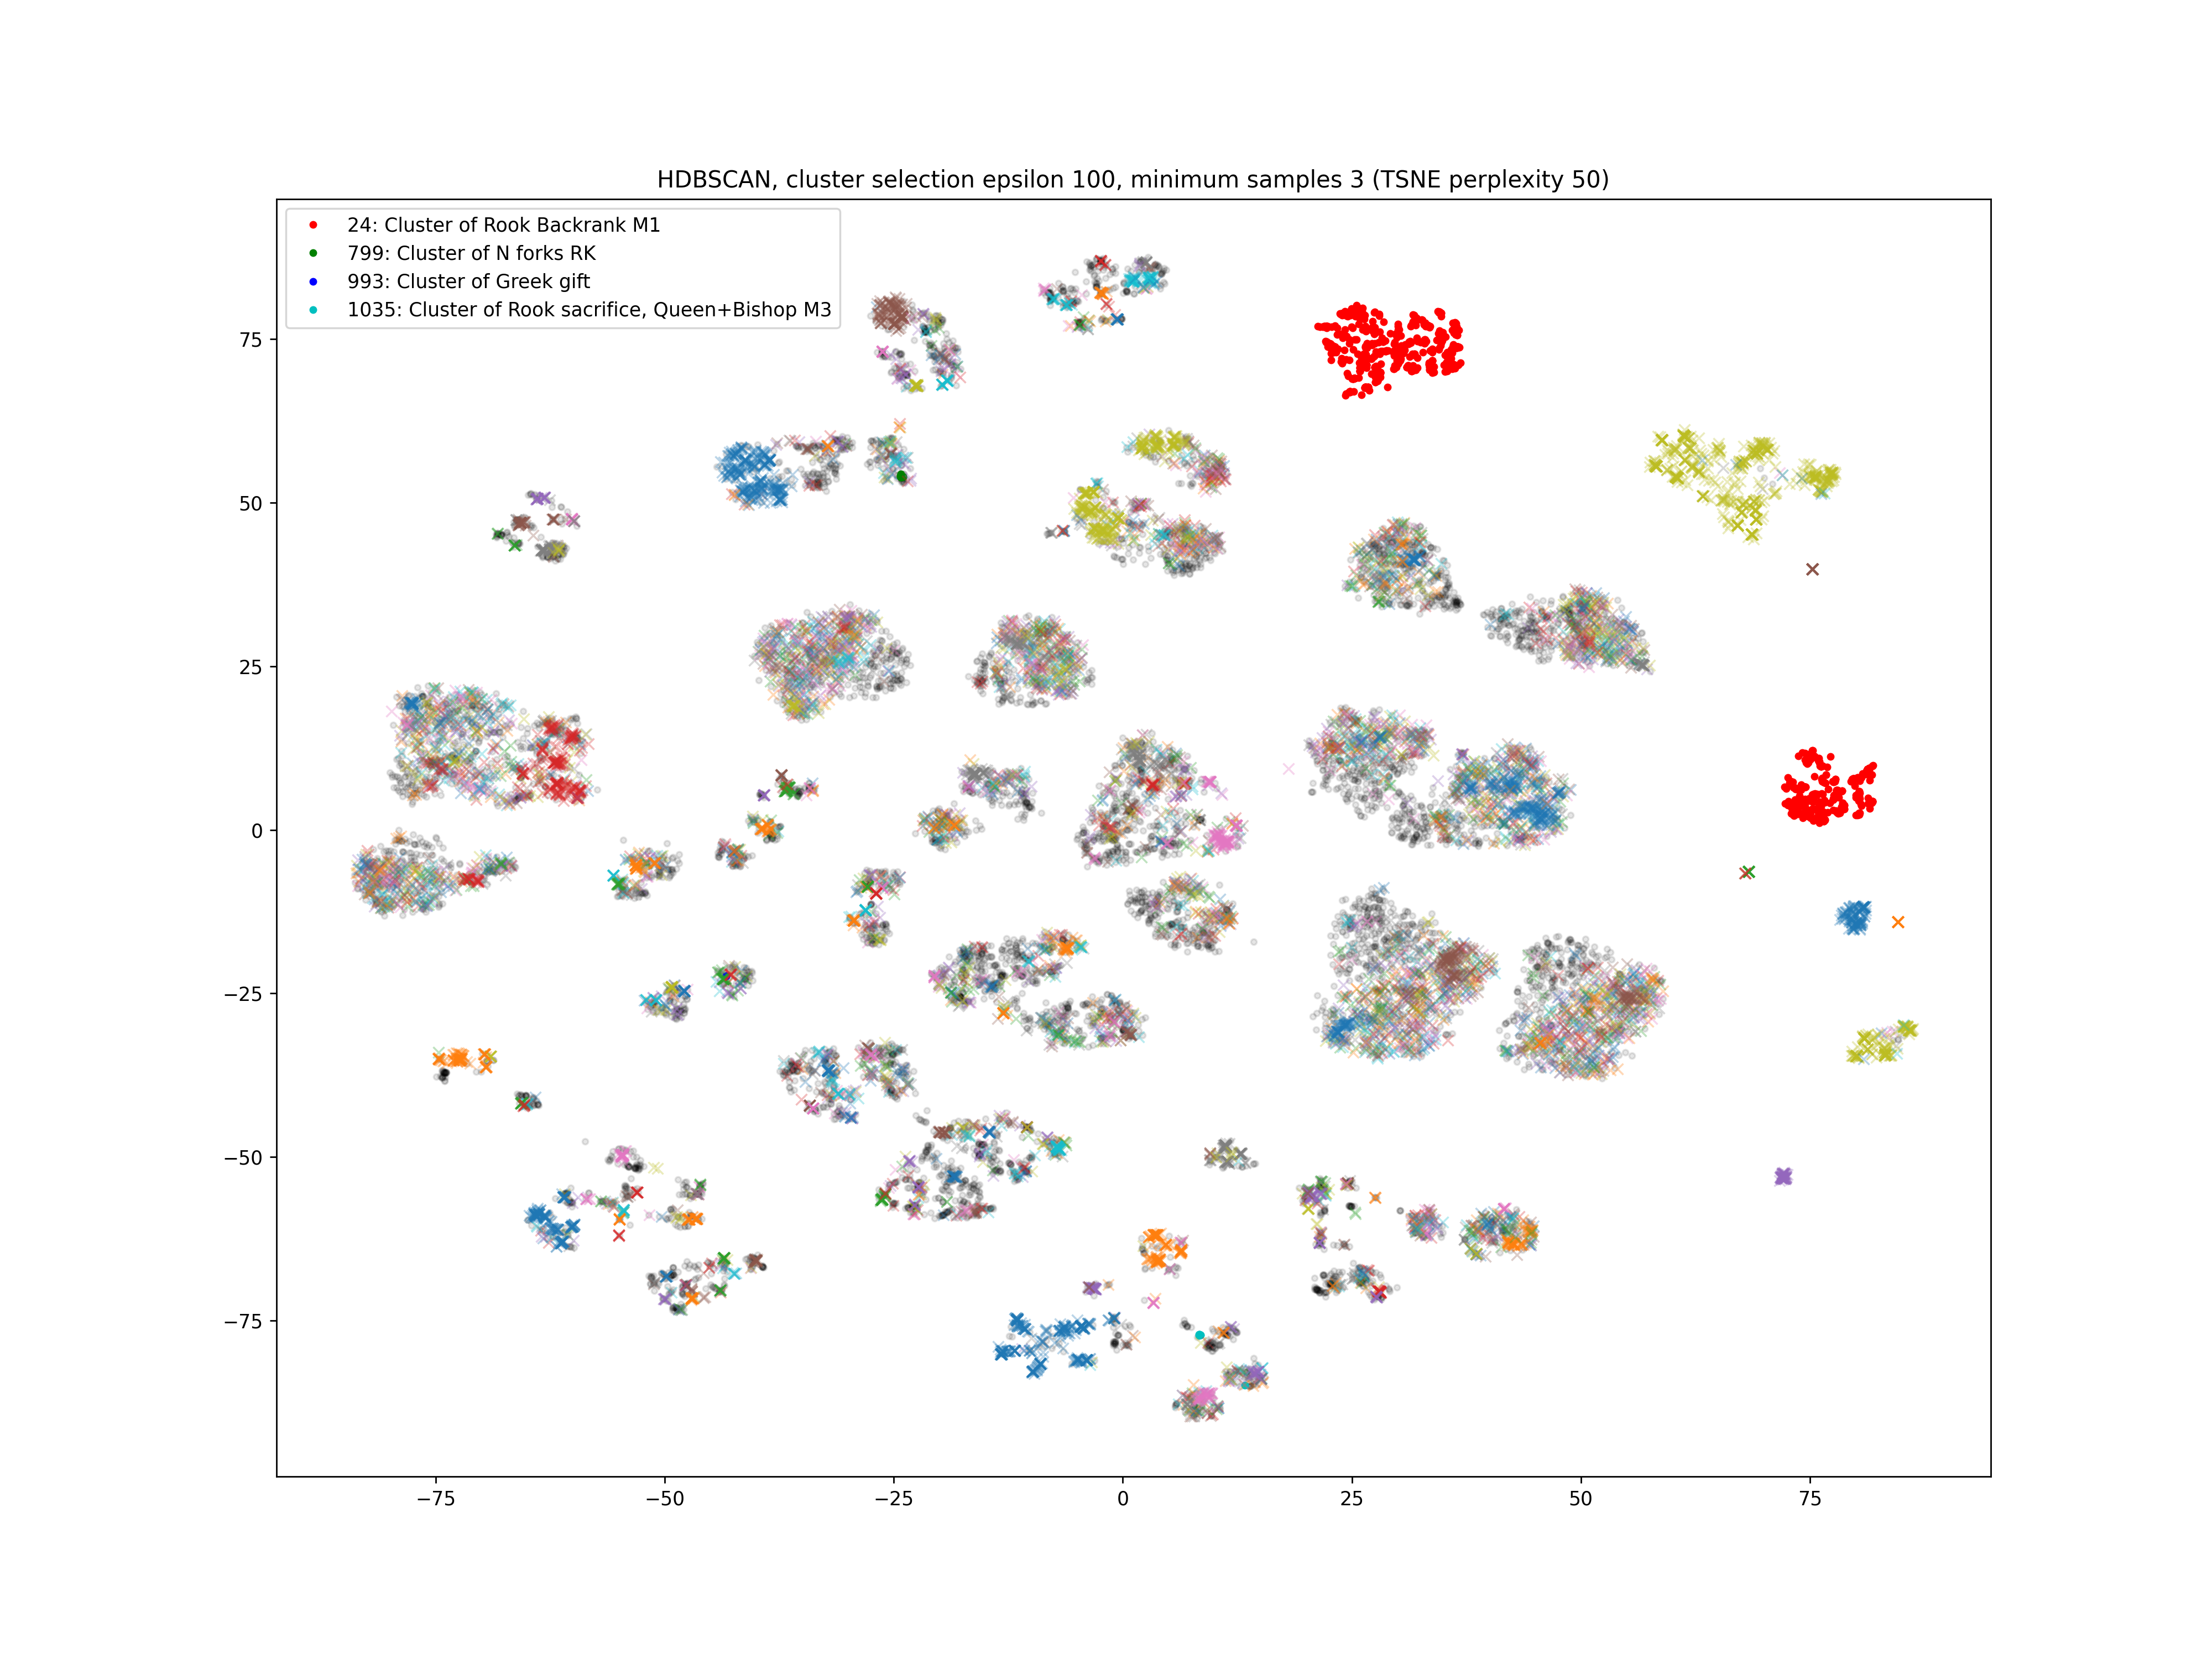 HDBSCAN, cluster selection epsilon 100, minimum samples 3 (TSNE perplexity 50)
24: Cluster of Rook Backrank M1
799: Cluster of N forks RK
993: Cluster of Greek gift
1035: Cluster of Rook sacrifice, Queen+Bishop M3
75
50
25
0
−25
−50
−75
−75 −50 −25 0 25 50 75